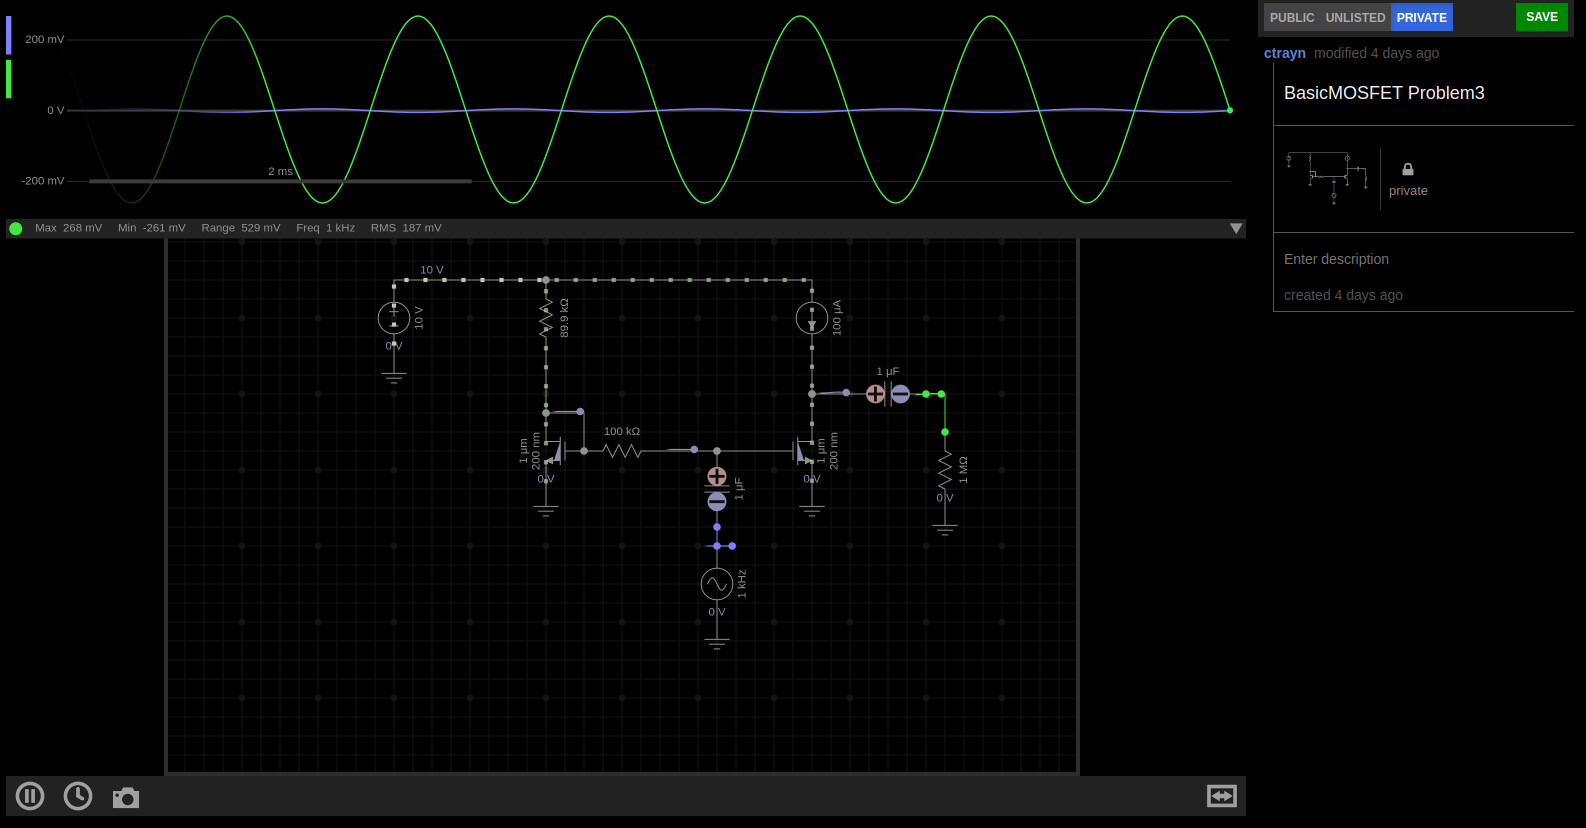 PUBLIC UNLISTED PRIVATE SAVE
ctrayn modified 4 days ago
BasicMOSFET Problem3
private
Enter description
created 4 days ago
200 mV
0 V
2 ms
-200 mV
Max 268 mV Min -261 mV Range 529 mV Freq 1 kHz RMS 187 mV
10 V
10 V
0 V
89.9 kΩ
100 μA
1 μF
100 kΩ
1 μm
200 nm
0 V
1 μm
200 nm
0 V
1 μF
1 MΩ
0 V
1 kHz
0 V